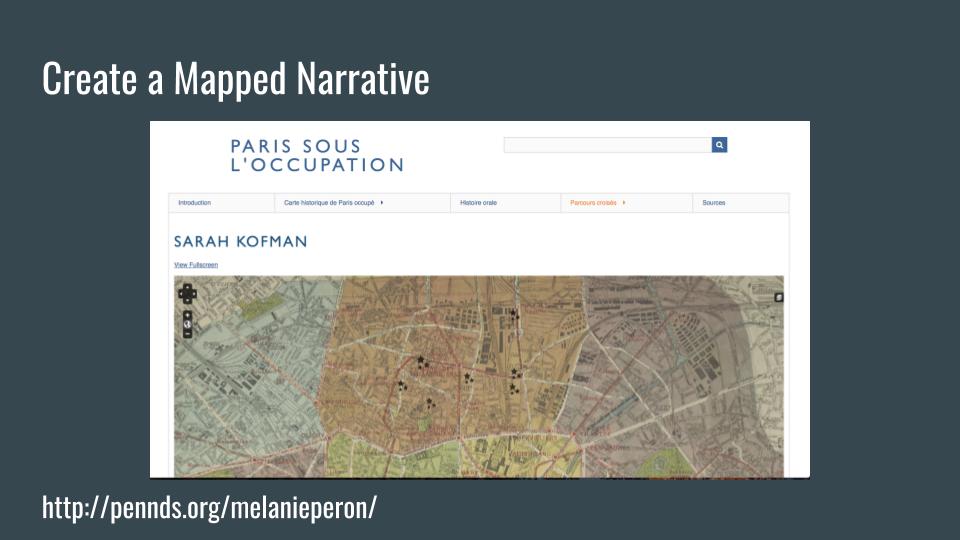 Create a Mapped Narrative
PARIS SOUS
L'OCCUPATION
Introduction
Carte historique de Paris occupé
Histoire orale
Parcours croisés
Sources
SARAH KOFMAN
View Fullscreen
http://pennds.org/melanieperon/